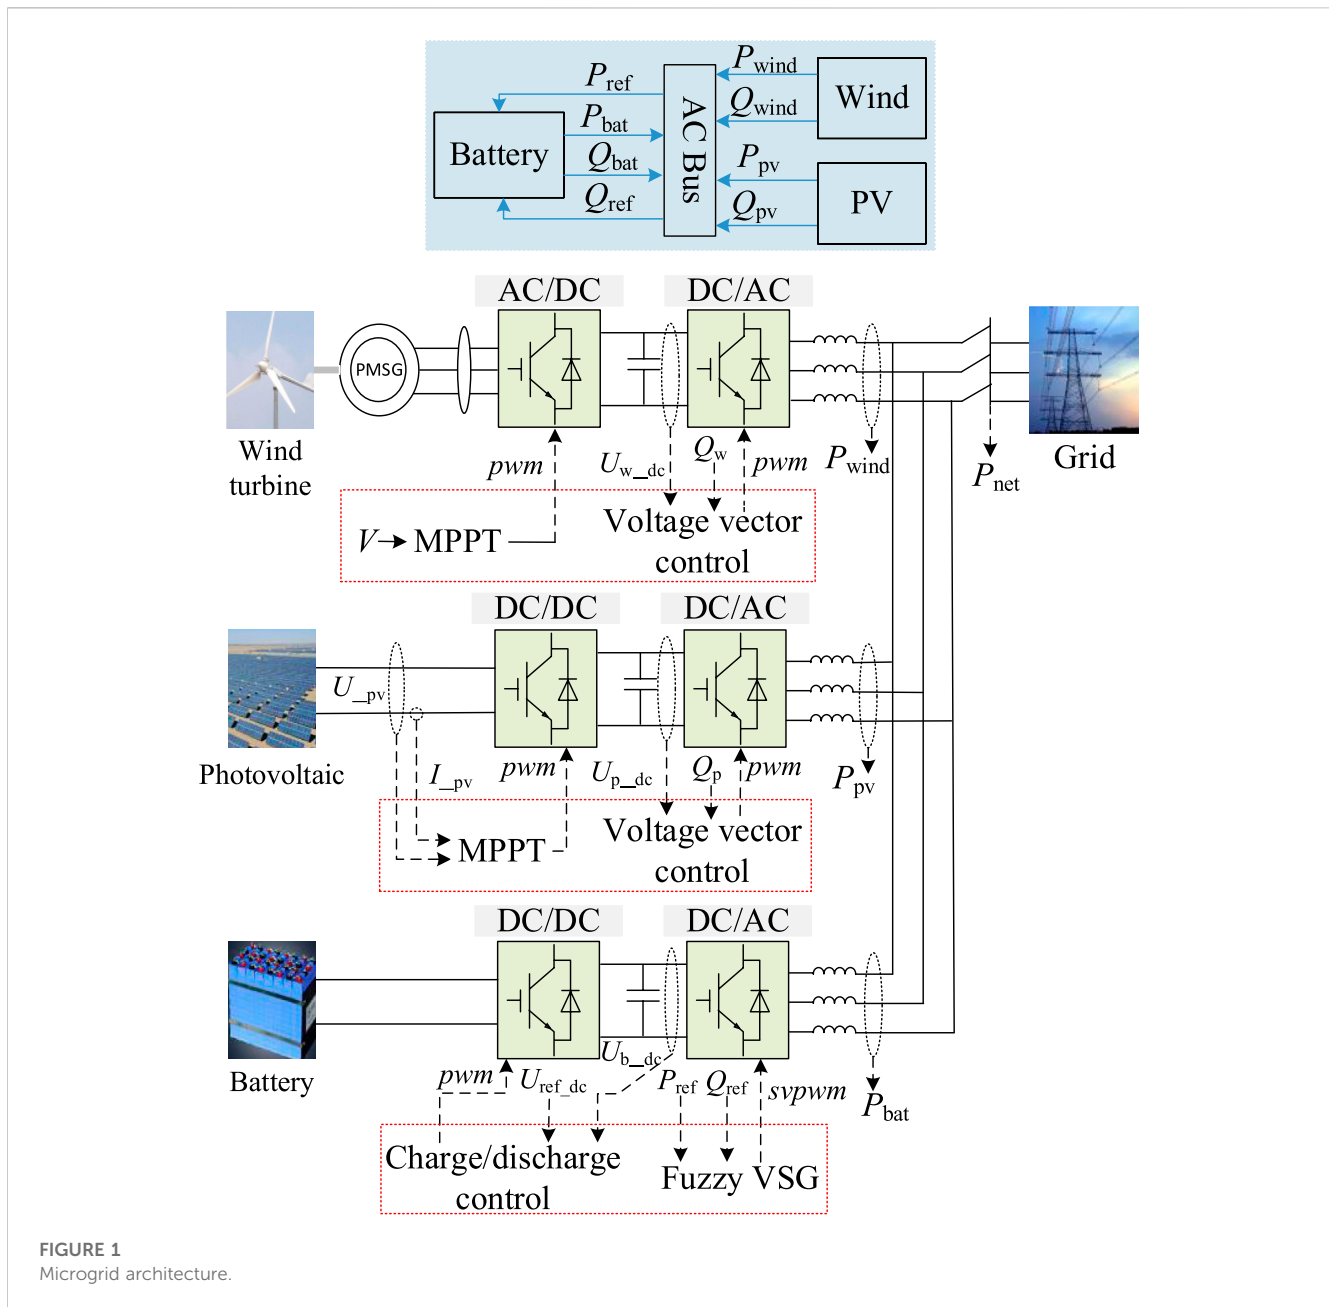 P_wind
P_ref
Q_wind
Wind
P_bat
AC Bus
Battery
Q_bat
P_pv
Q_ref
Q_pv
PV
AC/DC
DC/AC
PMSG
Wind
turbine
pwm
U_w_dc
Q_w
pwm
P_wind
P_net
Grid
V
MPPT
Voltage vector
control
DC/DC
DC/AC
U_pv
Photovoltaic
I_pv
pwm
U_p_dc
Q_p
pwm
P_pv
MPPT
Voltage vector
control
DC/DC
DC/AC
Battery
pwm
U_ref_dc
U_b_dc
P_ref
Q_ref
svpwm
P_bat
Charge/discharge
control
Fuzzy VSG
FIGURE 1
Microgrid architecture.